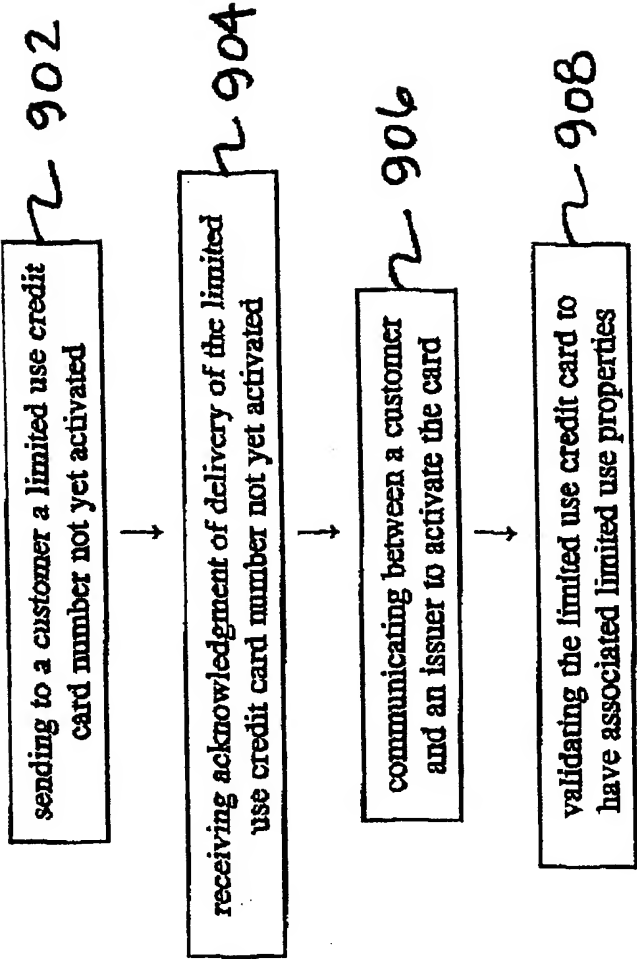 sending to a customer a limited use credit
card number not yet activated
902
receiving acknowledgment of delivery of the limited
use credit card number not yet activated
904
communicating between a customer
and an issuer to activate the card
906
validating the limited use credit card to
have associated limited use properties
908